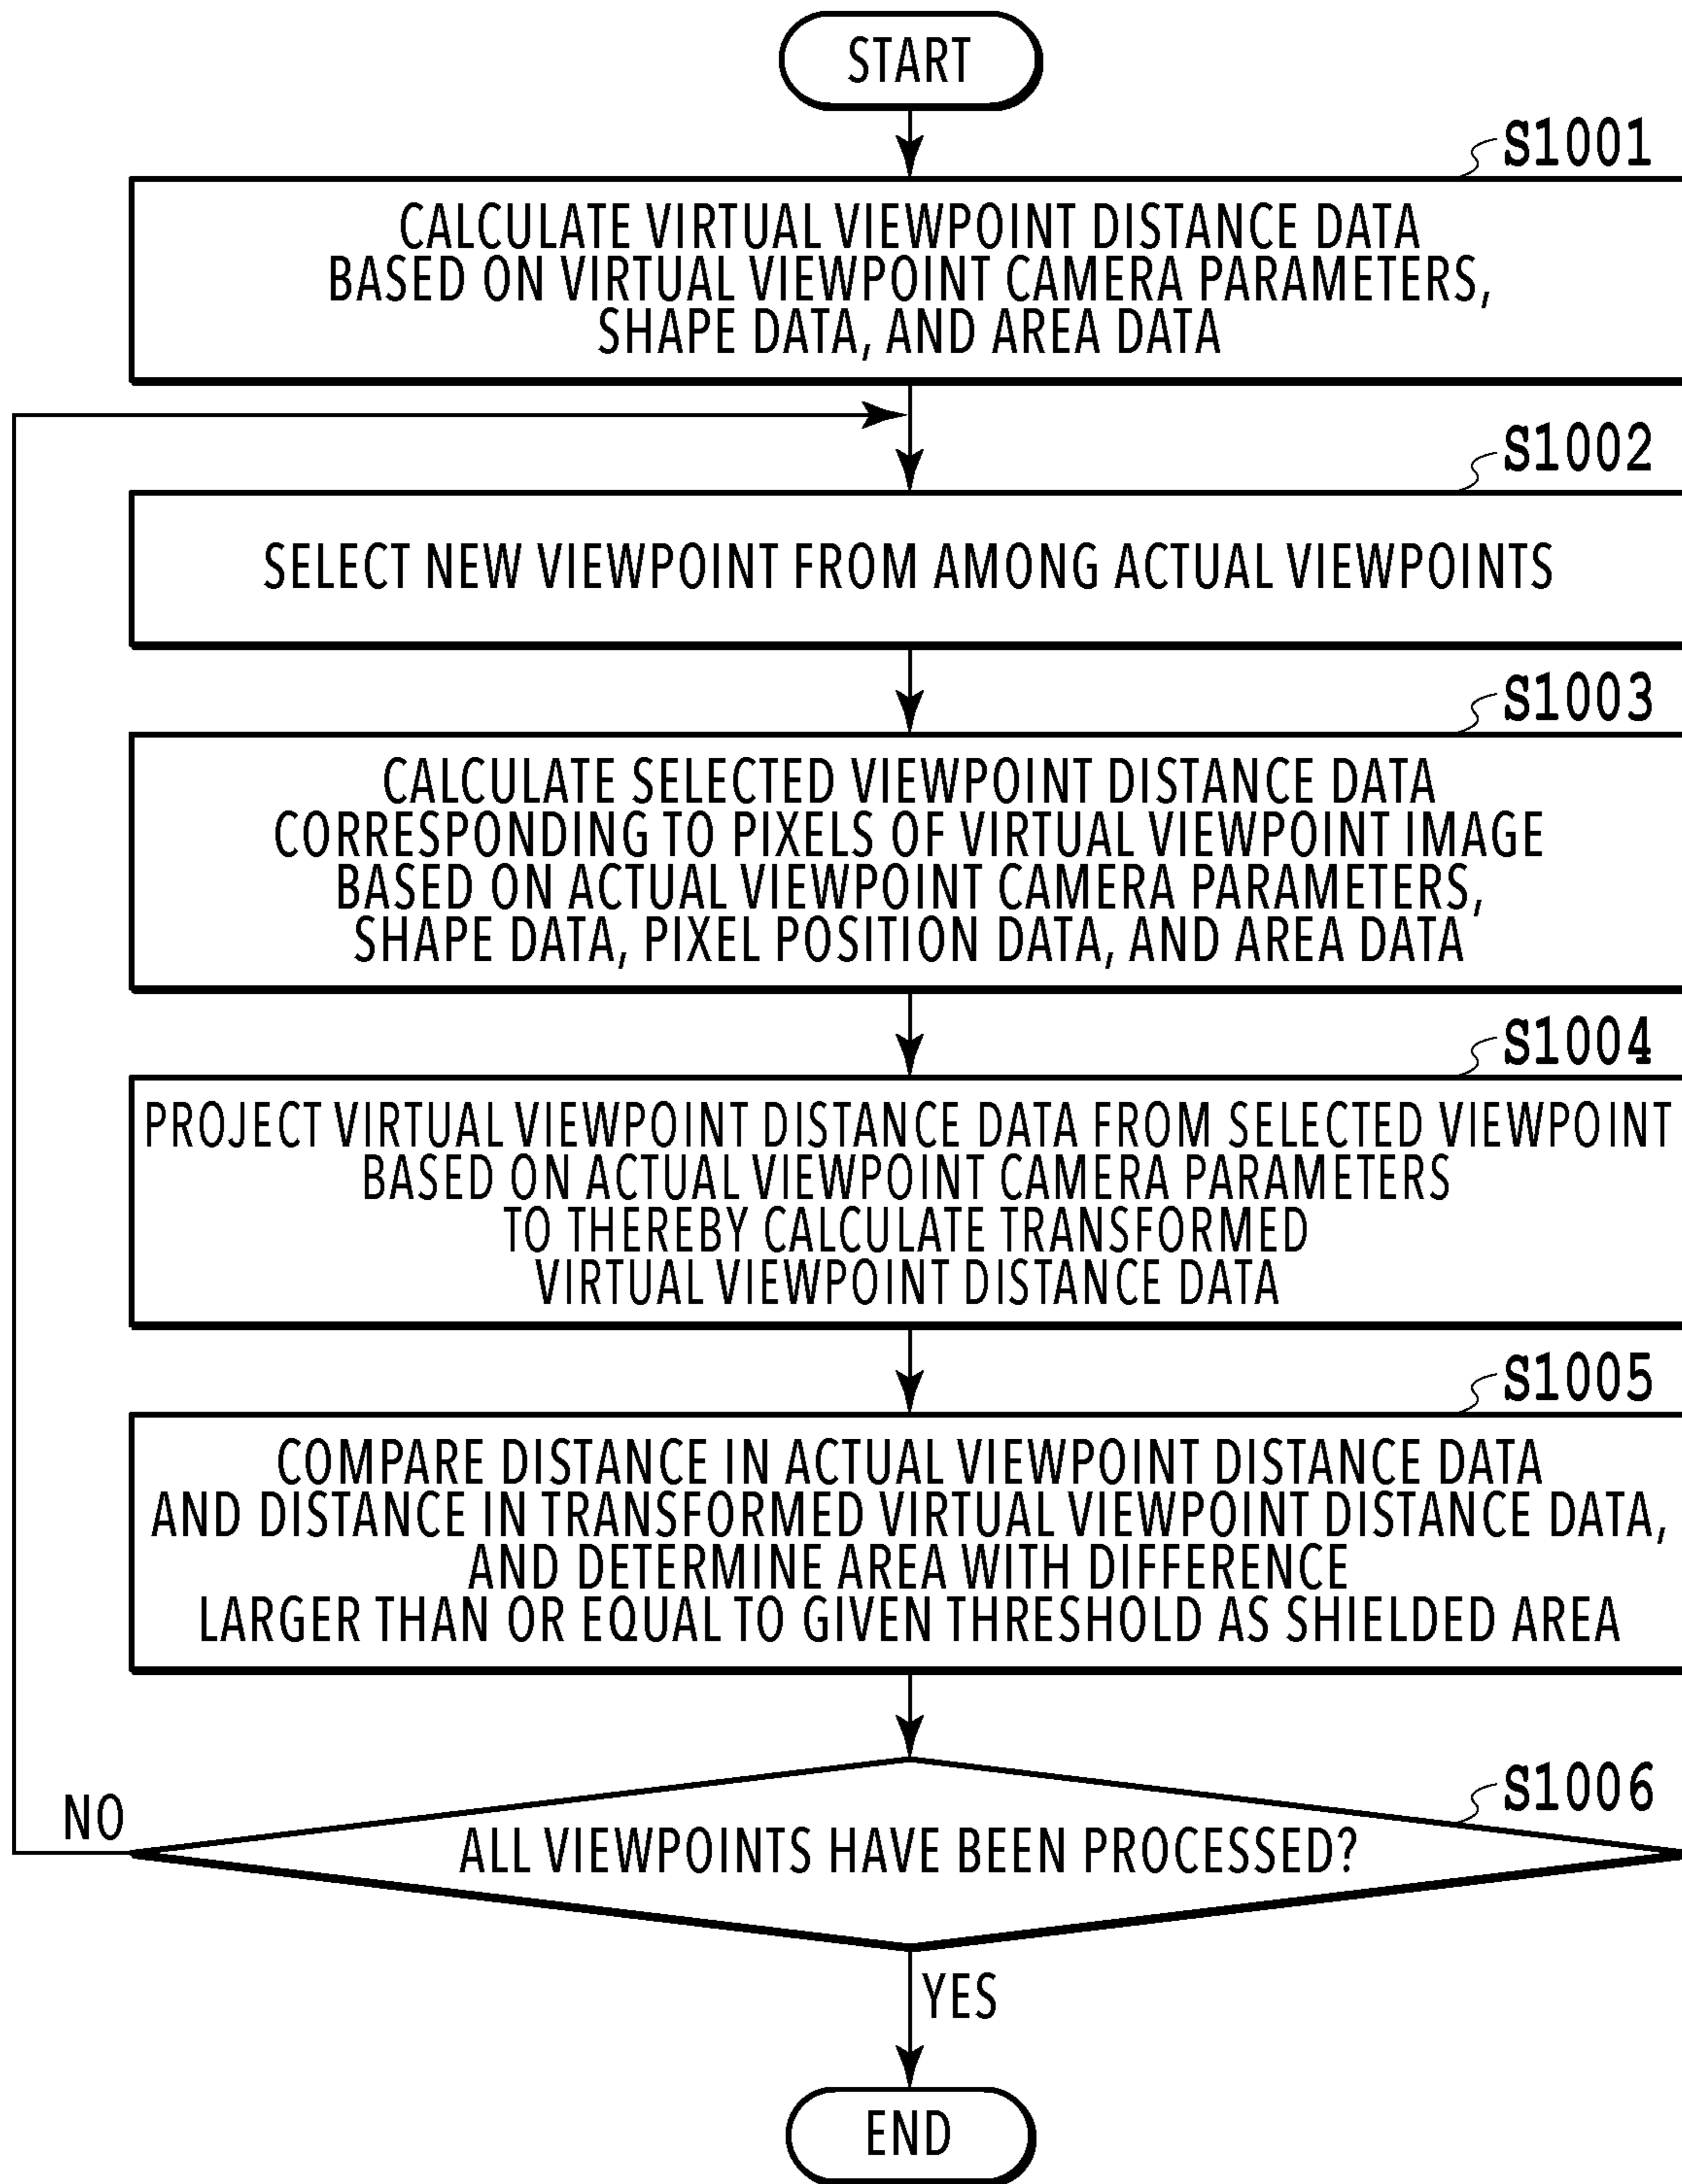 START
S1001
CALCULATE VIRTUAL VIEWPOINT DISTANCE DATA
BASED ON VIRTUAL VIEWPOINT CAMERA PARAMETERS,
SHAPE DATA, AND AREA DATA
S1002
SELECT NEW VIEWPOINT FROM AMONG ACTUAL VIEWPOINTS
S1003
CALCULATE SELECTED VIEWPOINT DISTANCE DATA
CORRESPONDING TO PIXELS OF VIRTUAL VIEWPOINT IMAGE
BASED ON ACTUAL VIEWPOINT CAMERA PARAMETERS,
SHAPE DATA, PIXEL POSITION DATA, AND AREA DATA
S1004
PROJECT VIRTUAL VIEWPOINT DISTANCE DATA FROM SELECTED VIEWPOINT
BASED ON ACTUAL VIEWPOINT CAMERA PARAMETERS
TO THEREBY CALCULATE TRANSFORMED
VIRTUAL VIEWPOINT DISTANCE DATA
S1005
COMPARE DISTANCE IN ACTUAL VIEWPOINT DISTANCE DATA
AND DISTANCE IN TRANSFORMED VIRTUAL VIEWPOINT DISTANCE DATA,
AND DETERMINE AREA WITH DIFFERENCE
LARGER THAN OR EQUAL TO GIVEN THRESHOLD AS SHIELDED AREA
S1006
NO
ALL VIEWPOINTS HAVE BEEN PROCESSED?
YES
END